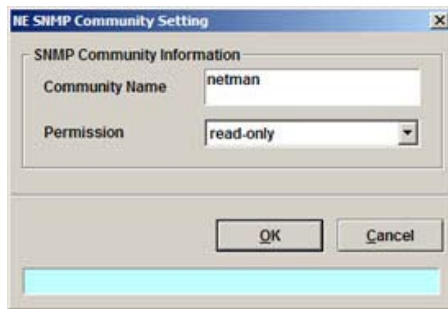 NE SNMP Community Setting
SNMP Community Information
Community Name
netman
Permission
read-only
OK
Cancel